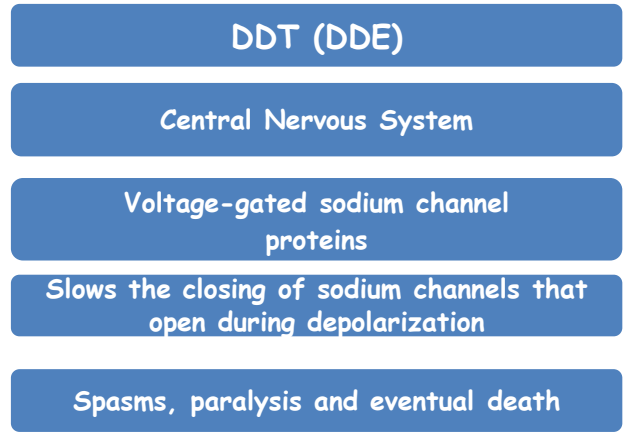 DDT (DDE)
Central Nervous System
Voltage-gated sodium channel
proteins
Slows the closing of sodium channels that
open during depolarization
Spasms, paralysis and eventual death